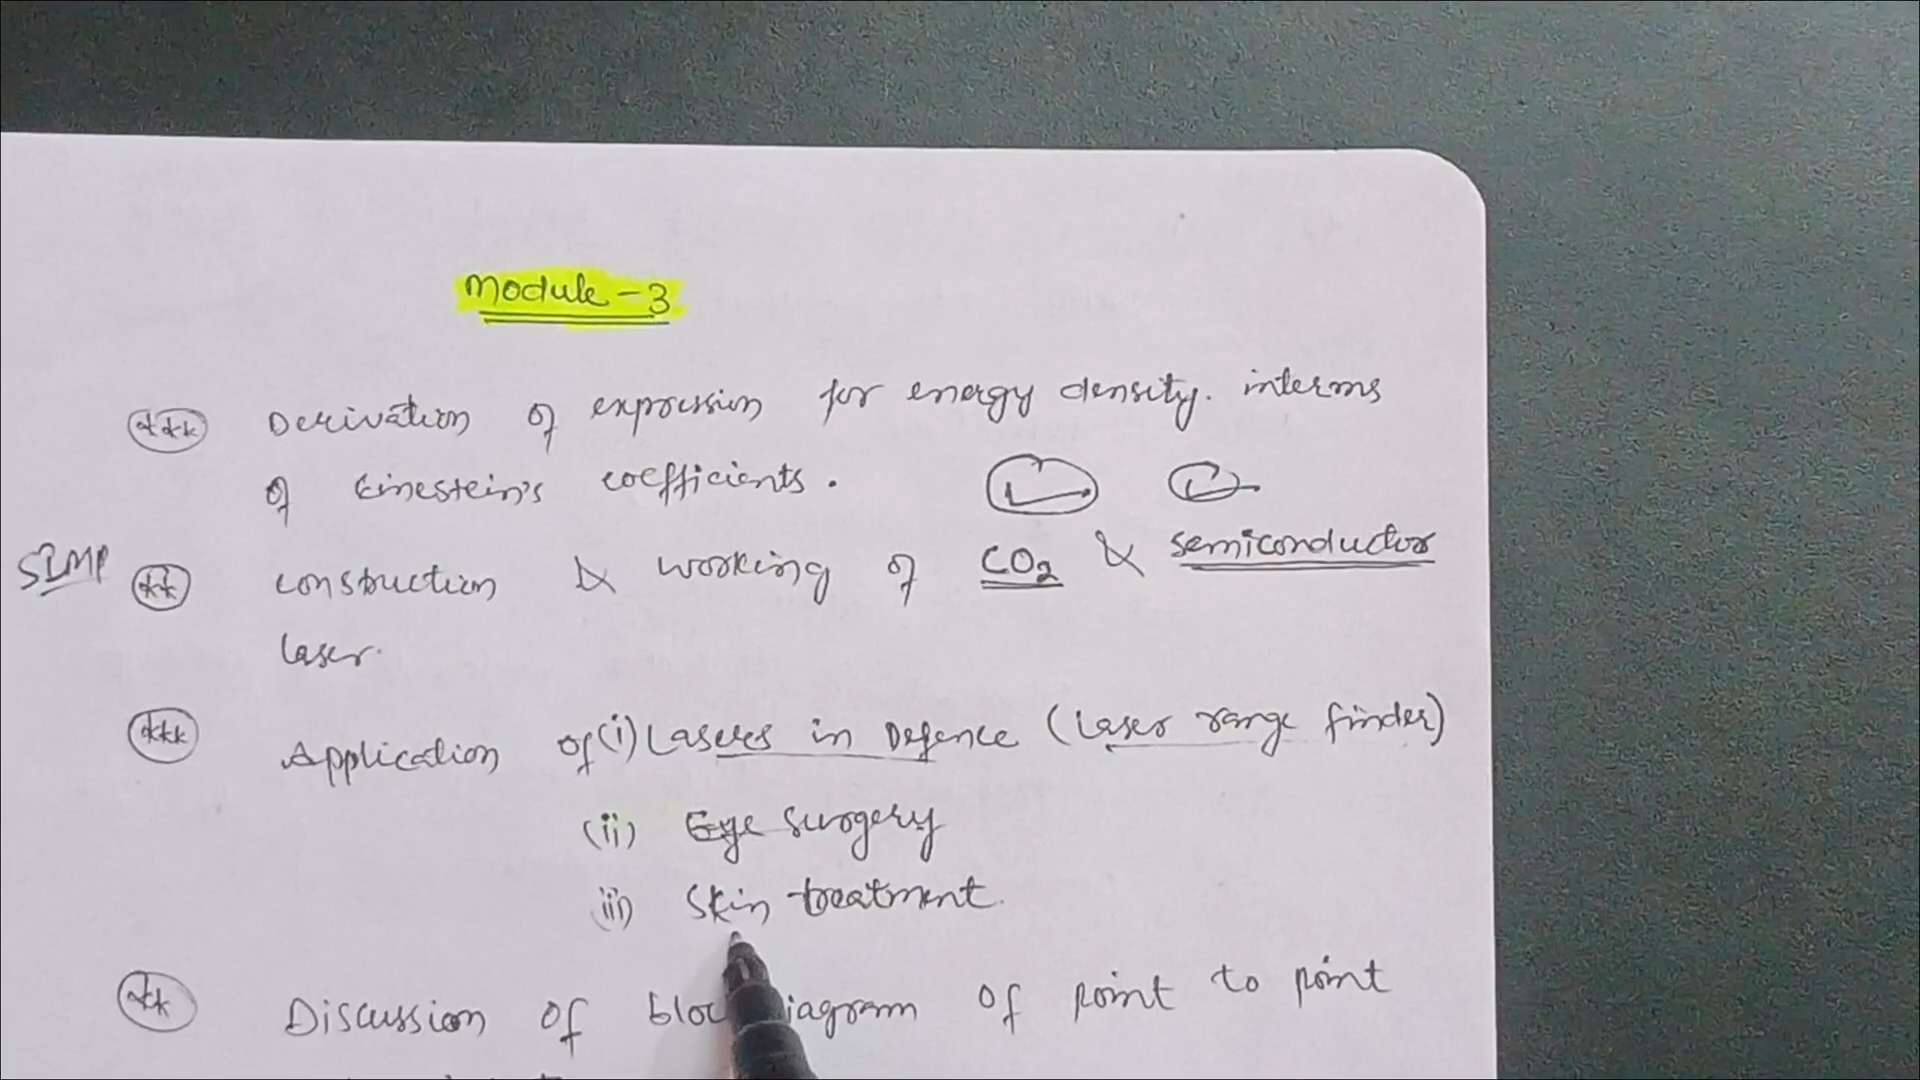 Module - 3
*** Derivation of expression for energy density. interms
of Einestein's coefficients.
SIMP ** construction & working of CO2 & semiconductor
laser.
*** Application of (i) Lasers in Defence (Laser range finder)
(ii) Eye surgery
(iii) Skin treatment.
** Discussion of diagram of point to point